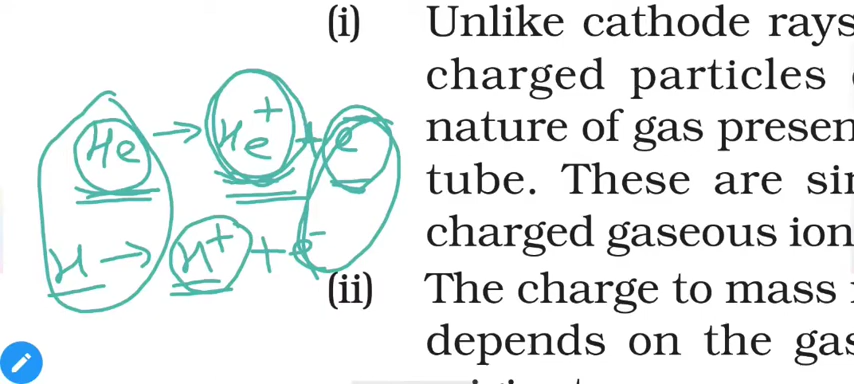 (i) Unlike cathode rays
charged particles
nature of gas presen
tube. These are sin
charged gaseous ion
(ii) The charge to mass
depends on the gas
He → He⁺ + e⁻
H → H⁺ + e⁻